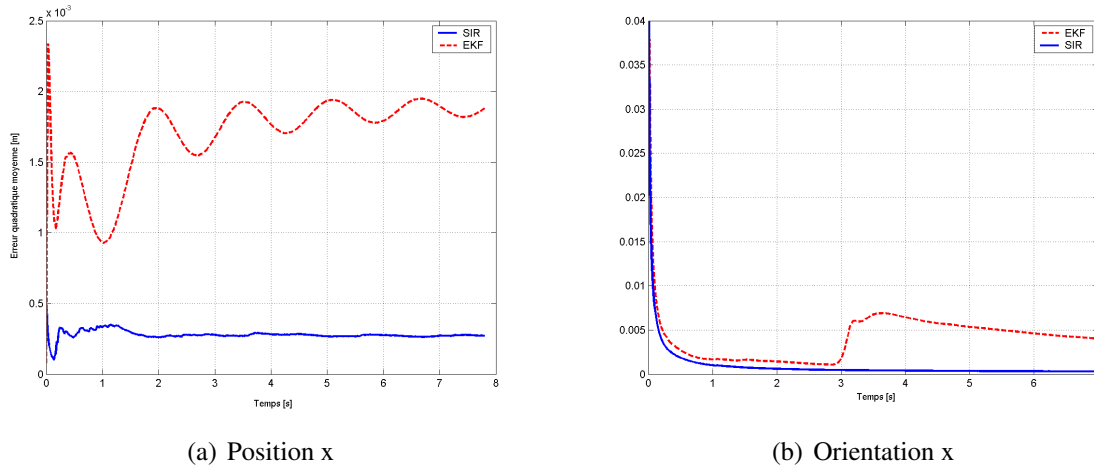 x 10⁻³
2.5
2
1.5
1
0.5
0
0 1 2 3 4 5 6 7 8
Erreur quadratique moyenne [m]
Temps [s]
SIR
EKF
(a) Position x
0.04
0.035
0.03
0.025
0.02
0.015
0.01
0.005
0
0 1 2 3 4 5 6
Temps [s]
EKF
SIR
(b) Orientation x